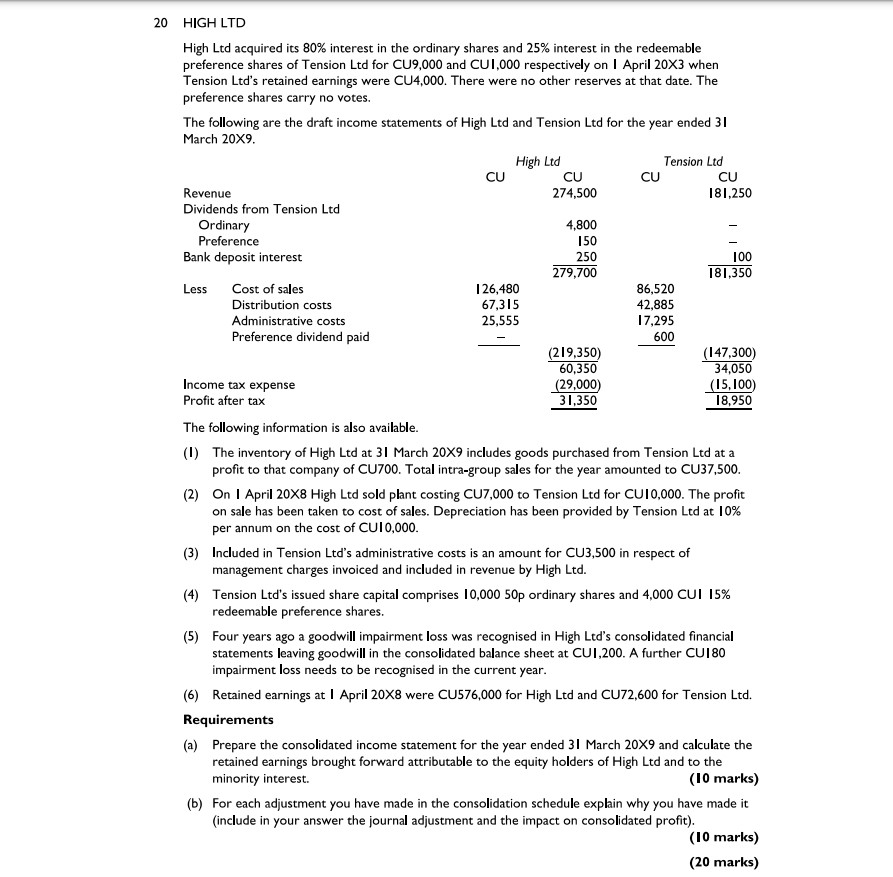 20 HIGH LTD
High Ltd acquired its 80% interest in the ordinary shares and 25% interest in the redeemable
preference shares of Tension Ltd for CU9,000 and CU1,000 respectively on 1 April 20X3 when
Tension Ltd's retained earnings were CU4,000. There were no other reserves at that date. The
preference shares carry no votes.
The following are the draft income statements of High Ltd and Tension Ltd for the year ended 31
March 20X9.
High Ltd Tension Ltd
CU CU CU CU
Revenue 274,500 181,250
Dividends from Tension Ltd
Ordinary 4,800 –
Preference 150 –
Bank deposit interest 250 100
279,700 181,350
Less Cost of sales 126,480 86,520
Distribution costs 67,315 42,885
Administrative costs 25,555 17,295
Preference dividend paid – 600
(219,350) (147,300)
60,350 34,050
Income tax expense (29,000) (15,100)
Profit after tax 31,350 18,950
The following information is also available.
(1) The inventory of High Ltd at 31 March 20X9 includes goods purchased from Tension Ltd at a
profit to that company of CU700. Total intra-group sales for the year amounted to CU37,500.
(2) On 1 April 20X8 High Ltd sold plant costing CU7,000 to Tension Ltd for CU10,000. The profit
on sale has been taken to cost of sales. Depreciation has been provided by Tension Ltd at 10%
per annum on the cost of CU10,000.
(3) Included in Tension Ltd's administrative costs is an amount for CU3,500 in respect of
management charges invoiced and included in revenue by High Ltd.
(4) Tension Ltd's issued share capital comprises 10,000 50p ordinary shares and 4,000 CU1 15%
redeemable preference shares.
(5) Four years ago a goodwill impairment loss was recognised in High Ltd's consolidated financial
statements leaving goodwill in the consolidated balance sheet at CU1,200. A further CU180
impairment loss needs to be recognised in the current year.
(6) Retained earnings at 1 April 20X8 were CU576,000 for High Ltd and CU72,600 for Tension Ltd.
Requirements
(a) Prepare the consolidated income statement for the year ended 31 March 20X9 and calculate the
retained earnings brought forward attributable to the equity holders of High Ltd and to the
minority interest. (10 marks)
(b) For each adjustment you have made in the consolidation schedule explain why you have made it
(include in your answer the journal adjustment and the impact on consolidated profit).
(10 marks)
(20 marks)